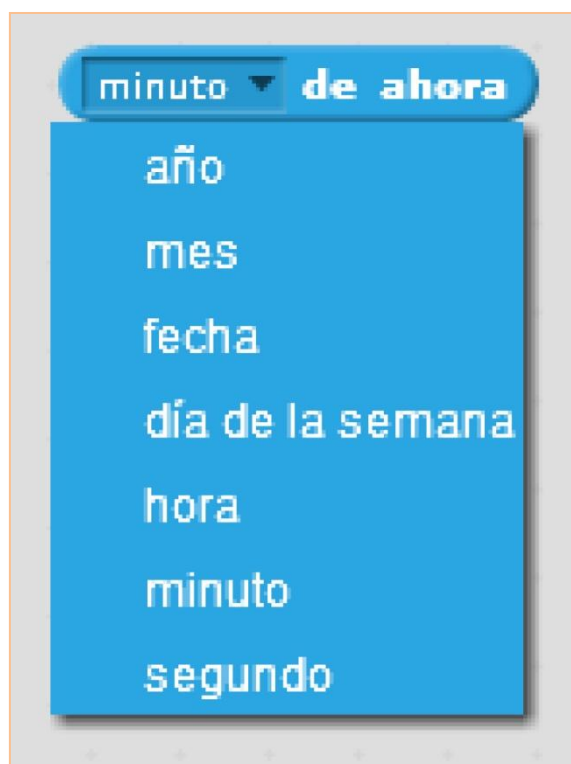 minuto de ahora
año
mes
fecha
día de la semana
hora
minuto
segundo